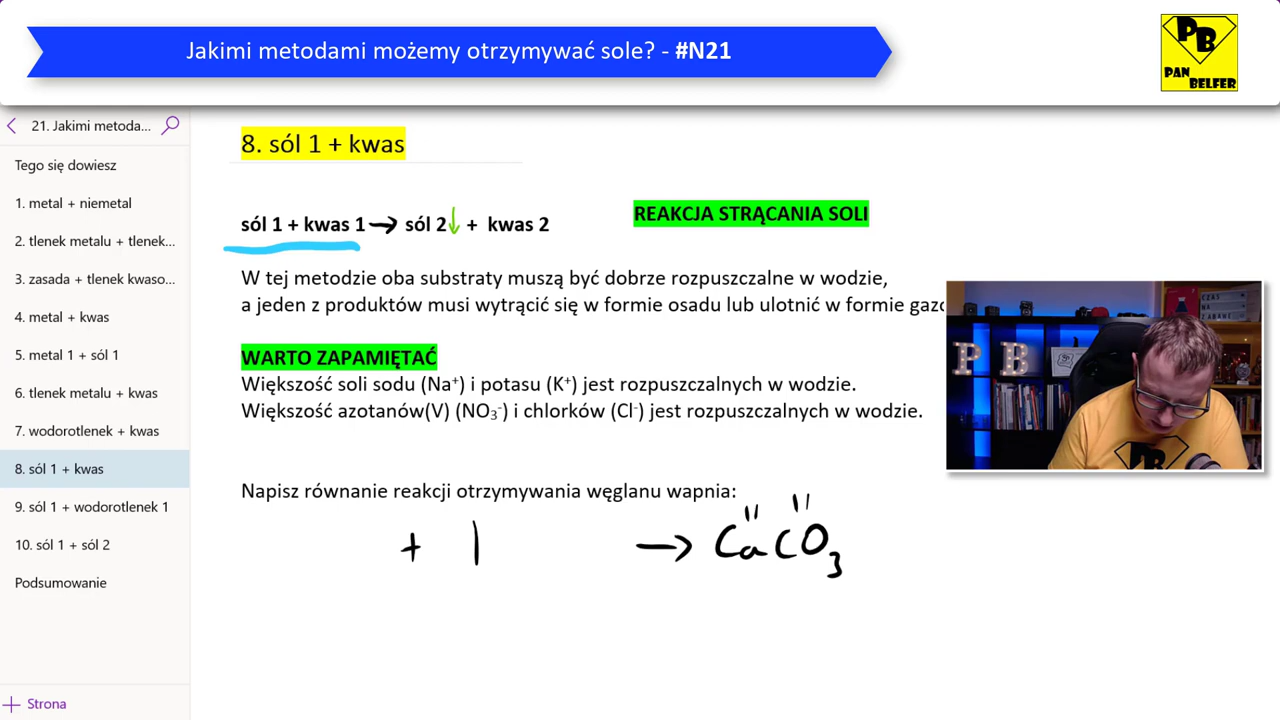 Jakimi metodami możemy otrzymywać sole? - #N21
PB
PAN
BELFER
21. Jakimi metoda...
Tego się dowiesz
1. metal + niemetal
2. tlenek metalu + tlenek...
3. zasada + tlenek kwaso...
4. metal + kwas
5. metal 1 + sól 1
6. tlenek metalu + kwas
7. wodorotlenek + kwas
8. sól 1 + kwas
9. sól 1 + wodorotlenek 1
10. sól 1 + sól 2
Podsumowanie
+ Strona
8. sól 1 + kwas
sól 1 + kwas 1 → sól 2↓ + kwas 2
REAKCJA STRĄCANIA SOLI
W tej metodzie oba substraty muszą być dobrze rozpuszczalne w wodzie,
a jeden z produktów musi wytrącić się w formie osadu lub ulotnić w formie gazo
WARTO ZAPAMIĘTAĆ
Większość soli sodu (Na⁺) i potasu (K⁺) jest rozpuszczalnych w wodzie.
Większość azotanów(V) (NO₃⁻) i chlorków (Cl⁻) jest rozpuszczalnych w wodzie.
Napisz równanie reakcji otrzymywania węglanu wapnia:
+ | → CaCO₃
P B